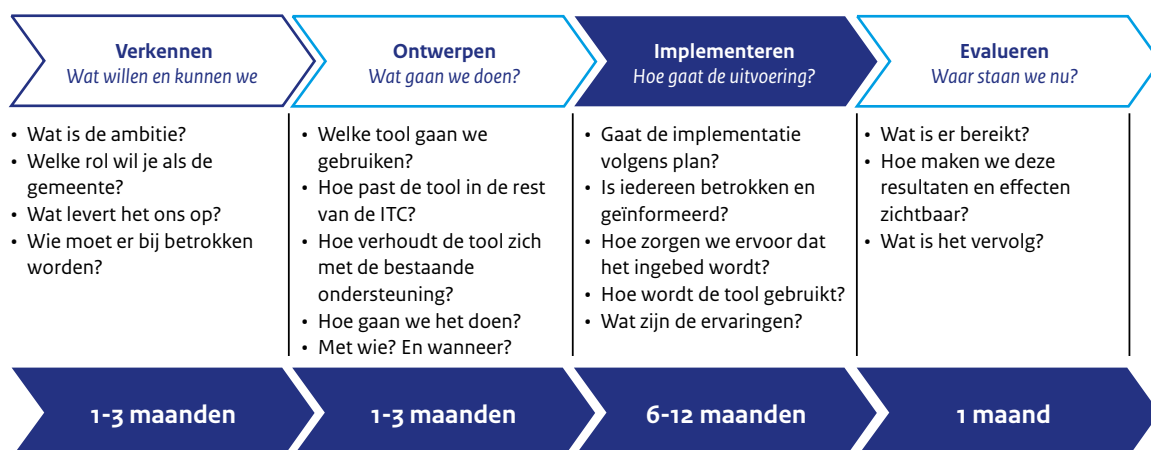 Verkennen
Wat willen en kunnen we
Ontwerpen
Wat gaan we doen?
Implementeren
Hoe gaat de uitvoering?
Evalueren
Waar staan we nu?
• Wat is de ambitie?
• Welke rol wil je als de
gemeente?
• Wat levert het ons op?
• Wie moet er bij betrokken
worden?
• Welke tool gaan we
gebruiken?
• Hoe past de tool in de rest
van de ITC?
• Hoe verhoudt de tool zich
met de bestaande
ondersteuning?
• Hoe gaan we het doen?
• Met wie? En wanneer?
• Gaat de implementatie
volgens plan?
• Is iedereen betrokken en
geïnformeerd?
• Hoe zorgen we ervoor dat
het ingebed wordt?
• Hoe wordt de tool gebruikt?
• Wat zijn de ervaringen?
• Wat is er bereikt?
• Hoe maken we deze
resultaten en effecten
zichtbaar?
• Wat is het vervolg?
1-3 maanden
1-3 maanden
6-12 maanden
1 maand